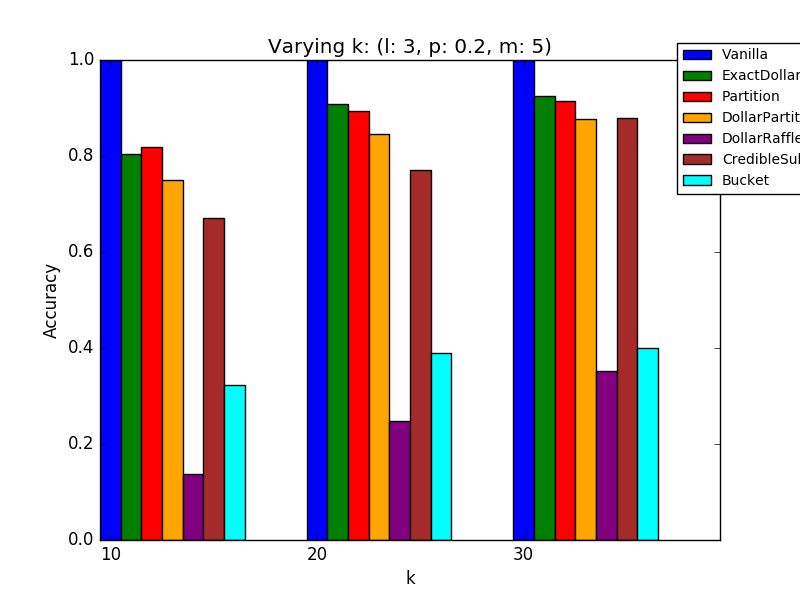 Varying k: (l: 3, p: 0.2, m: 5)
Vanilla
ExactDollar
Partition
DollarPartit
DollarRaffle
CredibleSul
Bucket
1.0
0.8
0.6
0.4
0.2
0.0
Accuracy
10 20 30
k